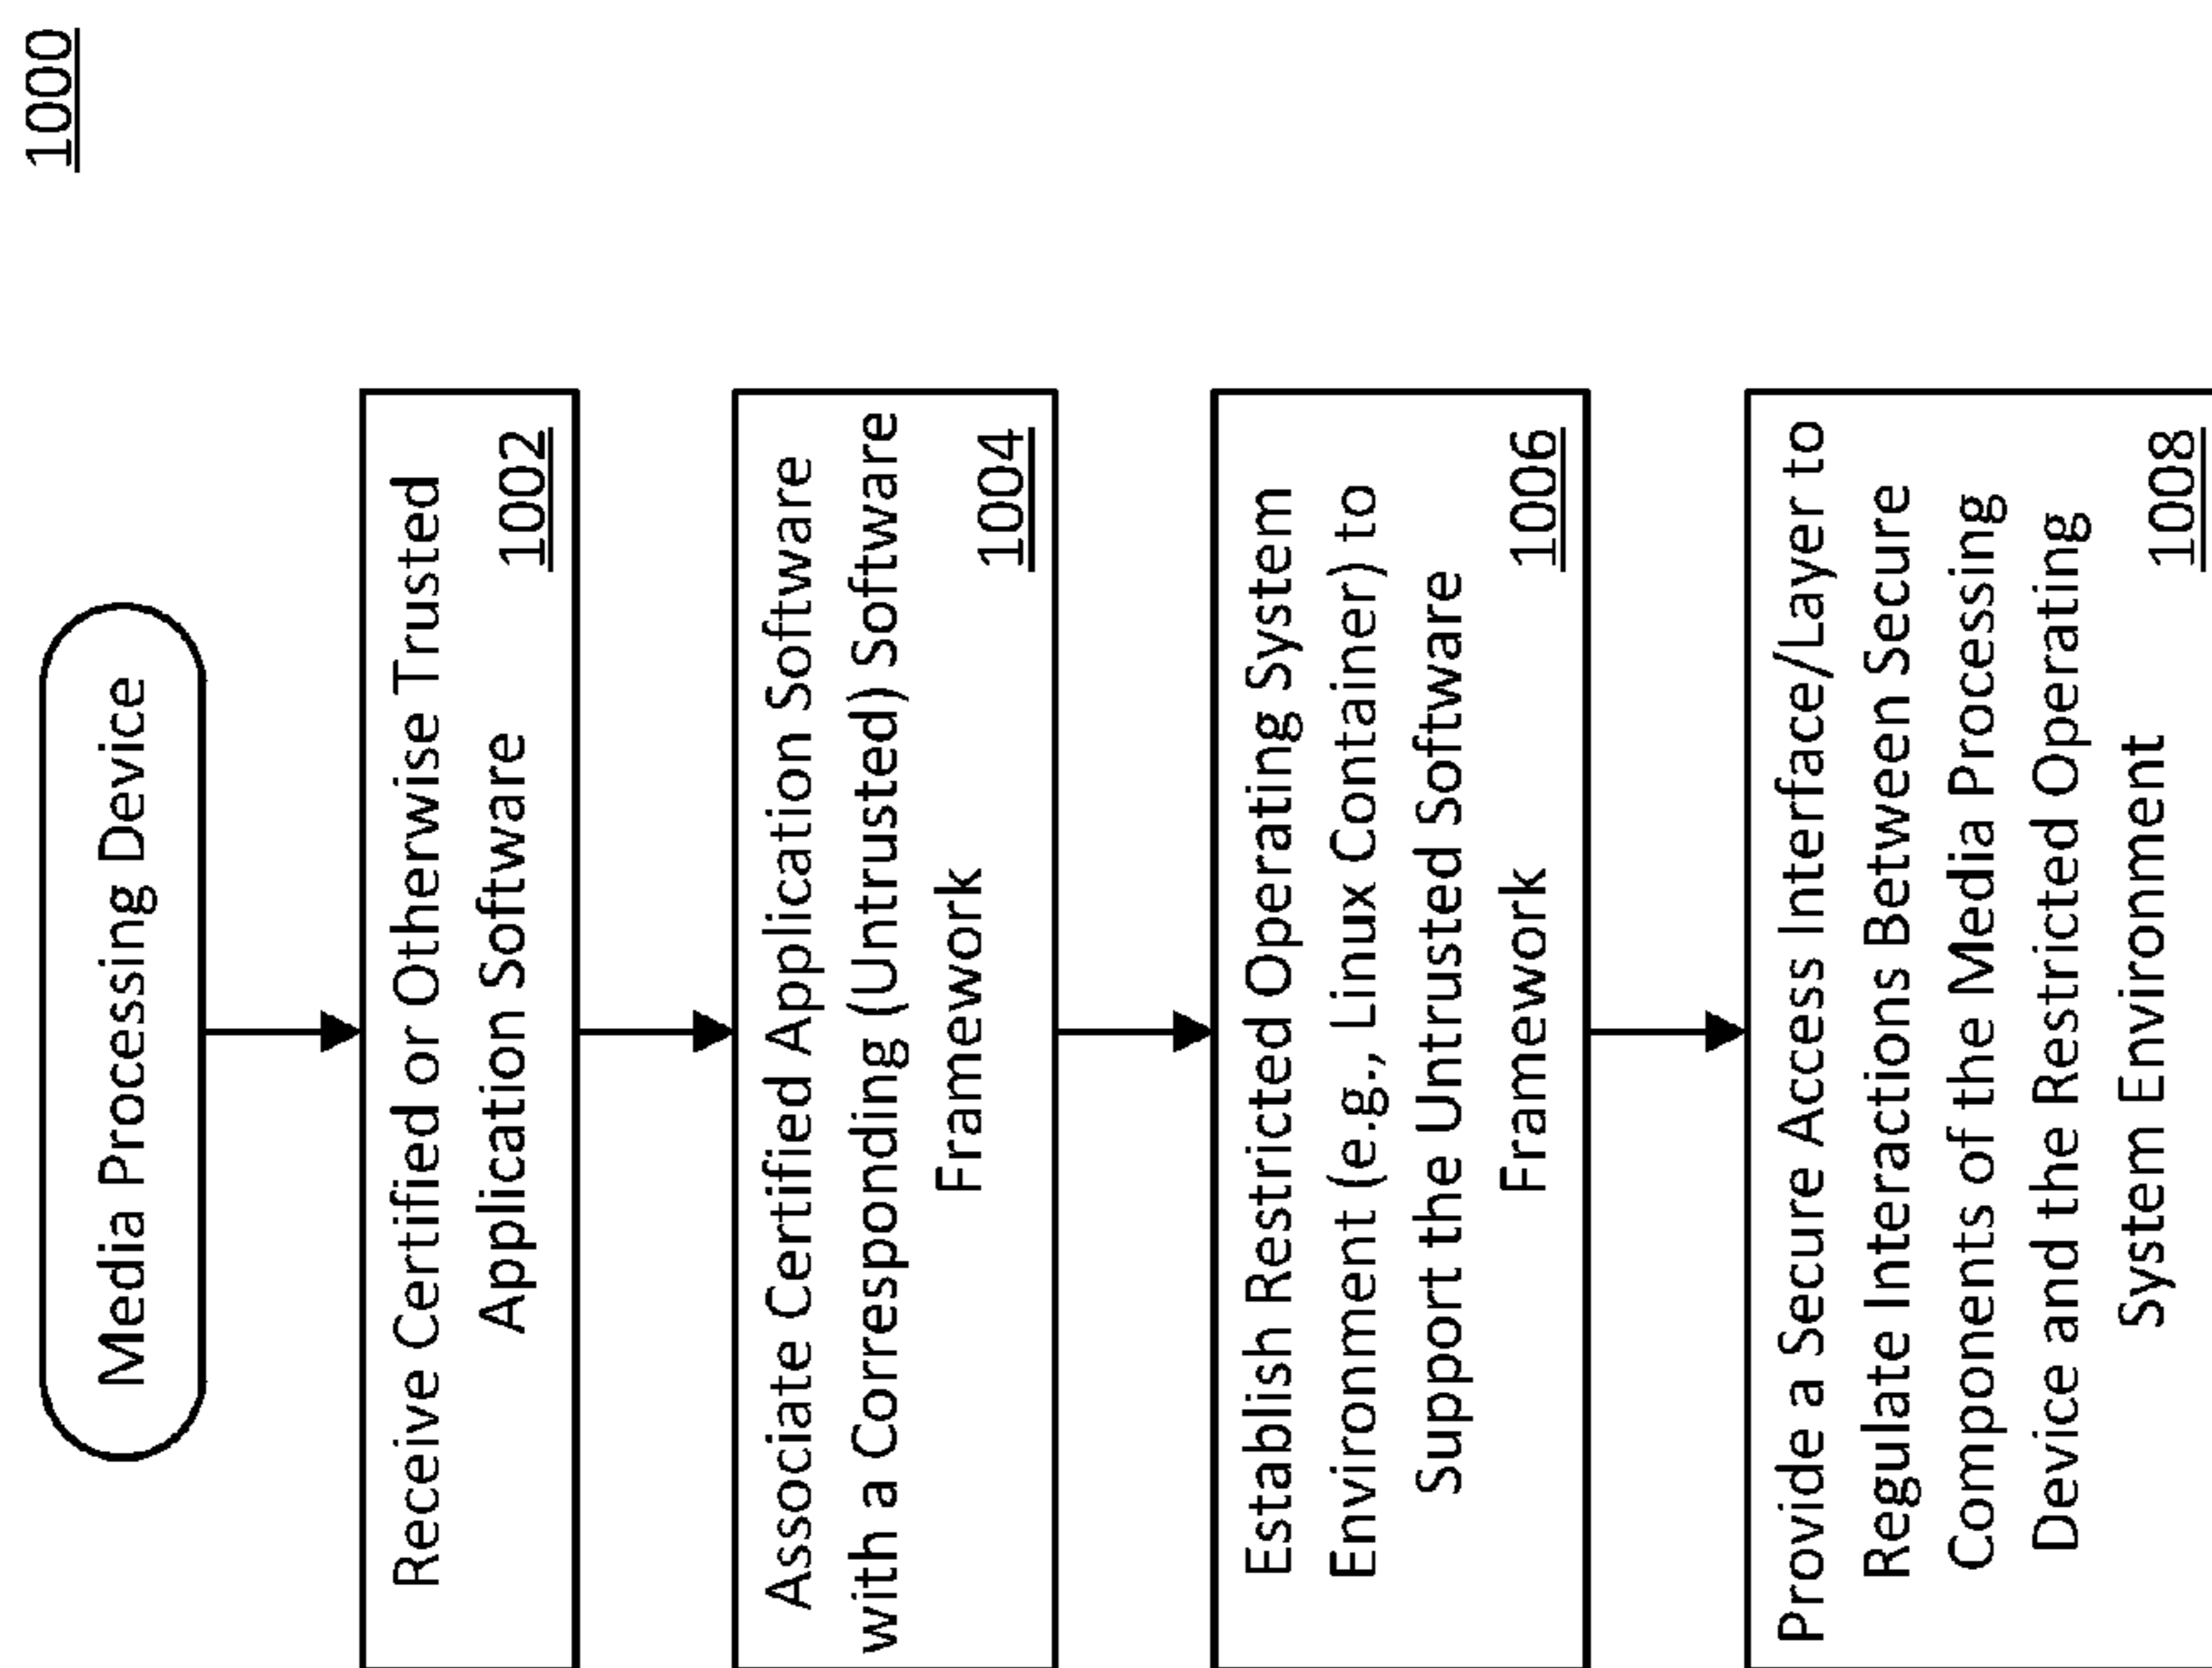 1000
Media Processing Device
Receive Certified or Otherwise Trusted
Application Software
1002
Associate Certified Application Software
with a Corresponding (Untrusted) Software
Framework
1004
Establish Restricted Operating System
Environment (e.g., Linux Container) to
Support the Untrusted Software
Framework
1006
Provide a Secure Access Interface/Layer to
Regulate Interactions Between Secure
Components of the Media Processing
Device and the Restricted Operating
System Environment
1008